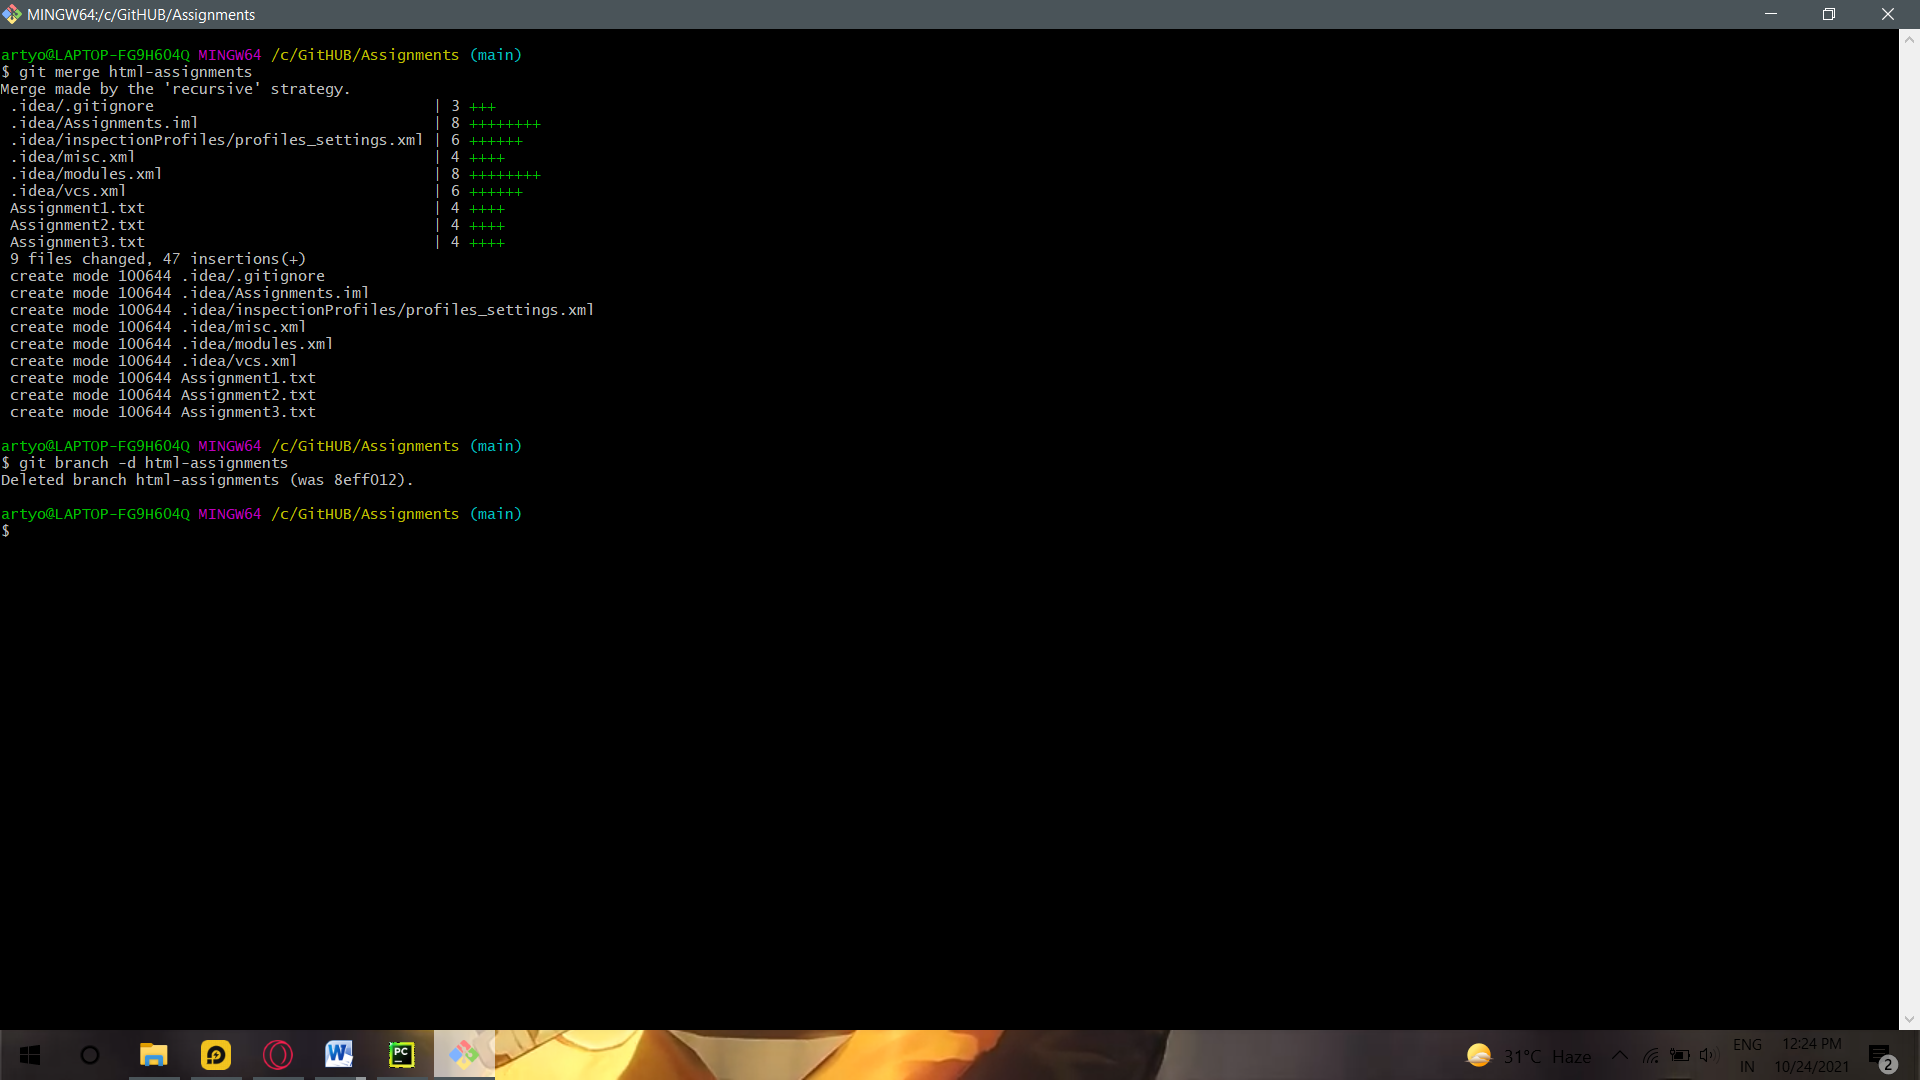 MINGW64:/c/GitHUB/Assignments
artyo@LAPTOP-FG9H6O4Q MINGW64 /c/GitHUB/Assignments (main)
$ git merge html-assignments
Merge made by the 'recursive' strategy.
 .idea/.gitignore                               | 3 +++
 .idea/Assignments.iml                          | 8 ++++++++
 .idea/inspectionProfiles/profiles_settings.xml | 6 ++++++
 .idea/misc.xml                                 | 4 ++++
 .idea/modules.xml                              | 8 ++++++++
 .idea/vcs.xml                                  | 6 ++++++
 Assignment1.txt                                | 4 ++++
 Assignment2.txt                                | 4 ++++
 Assignment3.txt                                | 4 ++++
 9 files changed, 47 insertions(+)
 create mode 100644 .idea/.gitignore
 create mode 100644 .idea/Assignments.iml
 create mode 100644 .idea/inspectionProfiles/profiles_settings.xml
 create mode 100644 .idea/misc.xml
 create mode 100644 .idea/modules.xml
 create mode 100644 .idea/vcs.xml
 create mode 100644 Assignment1.txt
 create mode 100644 Assignment2.txt
 create mode 100644 Assignment3.txt
artyo@LAPTOP-FG9H6O4Q MINGW64 /c/GitHUB/Assignments (main)
$ git branch -d html-assignments
Deleted branch html-assignments (was 8eff012).
artyo@LAPTOP-FG9H6O4Q MINGW64 /c/GitHUB/Assignments (main)
$
W
PC
31°C Haze
ENG
IN
12:24 PM
10/24/2021
2